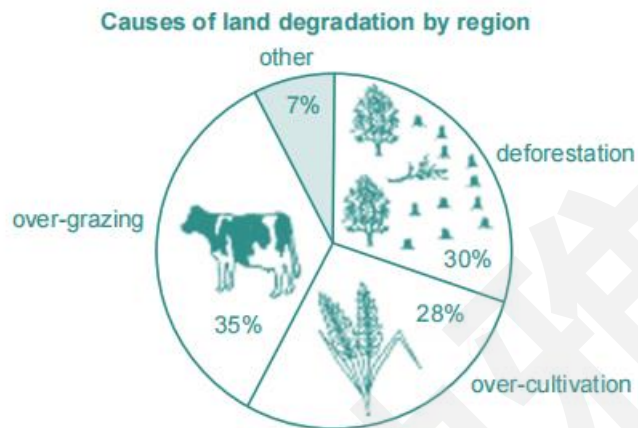 Causes of land degradation by region
other
7%
deforestation
over-grazing
30%
28%
35%
over-cultivation